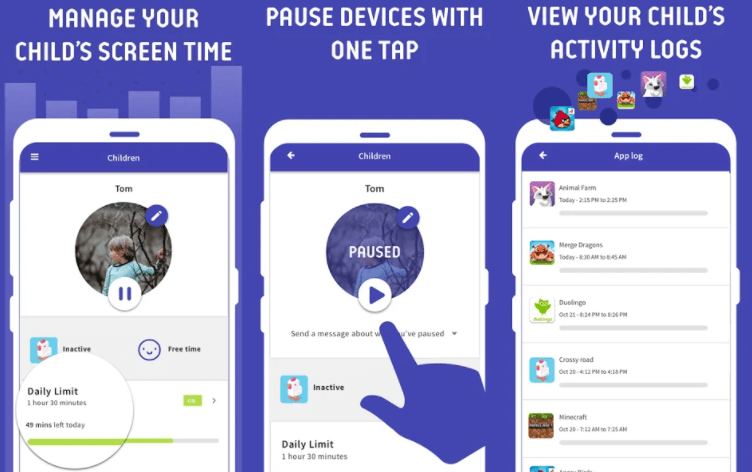 MANAGE YOUR
CHILD'S SCREEN TIME
Children
Tom
Inactive
Free time
Daily Limit
1 hour 30 minutes
ON
49 mins left today
PAUSE DEVICES WITH
ONE TAP
Children
Tom
PAUSED
Send a message about w
've paused
Inactive
Daily Limit
1 hour 30 minutes
VIEW YOUR CHILD'S
ACTIVITY LOGS
App log
Animal Farm
Today - 2:15 PM to 2:25 PM
Merge Dragons
Today - 8:30 AM to 8:45 AM
Duolingo
Duolingo
Oct 21 - 8:24 PM to 8:26 PM
Crossy road
Oct 20 - 4:12 PM to 4:18 PM
Minecraft
Oct 20 - 7:12 AM to 7:25 AM